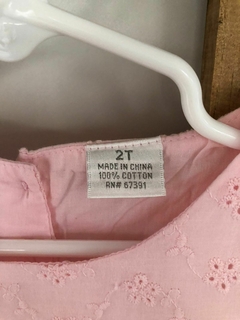 2T
MADE IN CHINA
100% COTTON
RN# 67391